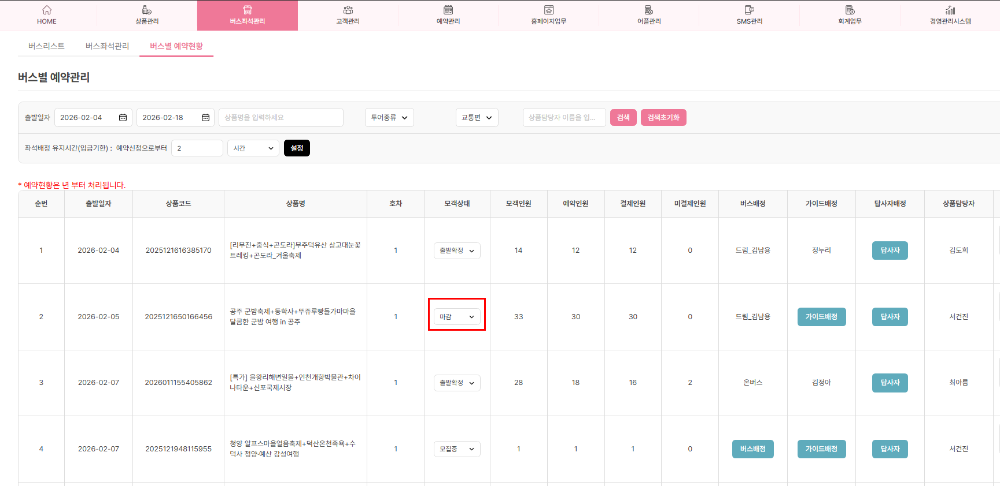 HOME 상품관리 버스좌석관리 고객관리 예약관리 홈페이지업무 어플관리 SMS관리 회계업무 경영관리시스템
버스리스트 버스좌석관리 버스별 예약현황
버스별 예약관리
출발일자 2026-02-04 2026-02-18 상품명을 입력하세요 투어종류 교통편 상품담당자 이름을 입... 검색 검색초기화
좌석배정 유지시간(입금기한) : 예약신청으로부터 2 시간 설정
* 예약현황은 년 부터 처리됩니다.
순번 출발일자 상품코드 상품명 호차 모객상태 모객인원 예약인원 결제인원 미결제인원 버스배정 가이드배정 답사자배정 상품담당자
1 2026-02-04 2025121616385170 [리무진+중식+곤도라]무주덕유산 상고대눈꽃
트레킹+곤도라_겨울축제 1 출발확정 14 12 12 0 드림_김남용 정누리 답사자 김도희
2 2026-02-05 2025121650166456 공주 군밤축제+동학사+뚜쥬루빵돌가마마을
달콤한 군밤 여행 in 공주 1 마감 33 30 30 0 드림_김남용 가이드배정 답사자 서건진
3 2026-02-07 2026011155405862 [특가] 을왕리해변일몰+인천개항박물관+차이
나타운+신포국제시장 1 출발확정 28 18 16 2 온버스 김정아 답사자 최아름
4 2026-02-07 2025121948115955 청양 알프스마을얼음축제+덕산온천족욕+수
덕사 청양·예산 감성여행 1 모집중 1 1 1 0 버스배정 가이드배정 답사자 서건진